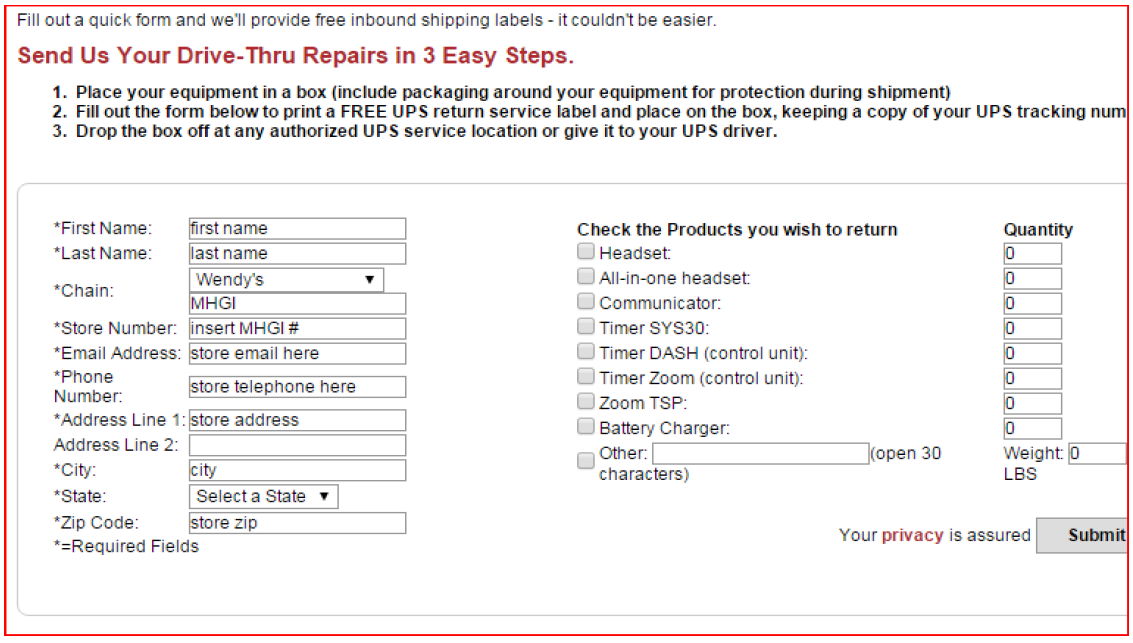 Fill out a quick form and we'll provide free inbound shipping labels - it couldn't be easier.
Send Us Your Drive-Thru Repairs in 3 Easy Steps.
1. Place your equipment in a box (include packaging around your equipment for protection during shipment)
2. Fill out the form below to print a FREE UPS return service label and place on the box, keeping a copy of your UPS tracking num
3. Drop the box off at any authorized UPS service location or give it to your UPS driver.
*First Name: first name
*Last Name: last name
*Chain: Wendy's
MHGI
*Store Number: insert MHGI #
*Email Address: store email here
*Phone
Number: store telephone here
*Address Line 1: store address
Address Line 2:
*City: city
*State: Select a State
*Zip Code: store zip
*=Required Fields
Check the Products you wish to return Quantity
Headset: 0
All-in-one headset: 0
Communicator: 0
Timer SYS30: 0
Timer DASH (control unit): 0
Timer Zoom (control unit): 0
Zoom TSP: 0
Battery Charger: 0
Other: (open 30 Weight: 0
characters) LBS
Your privacy is assured Submit